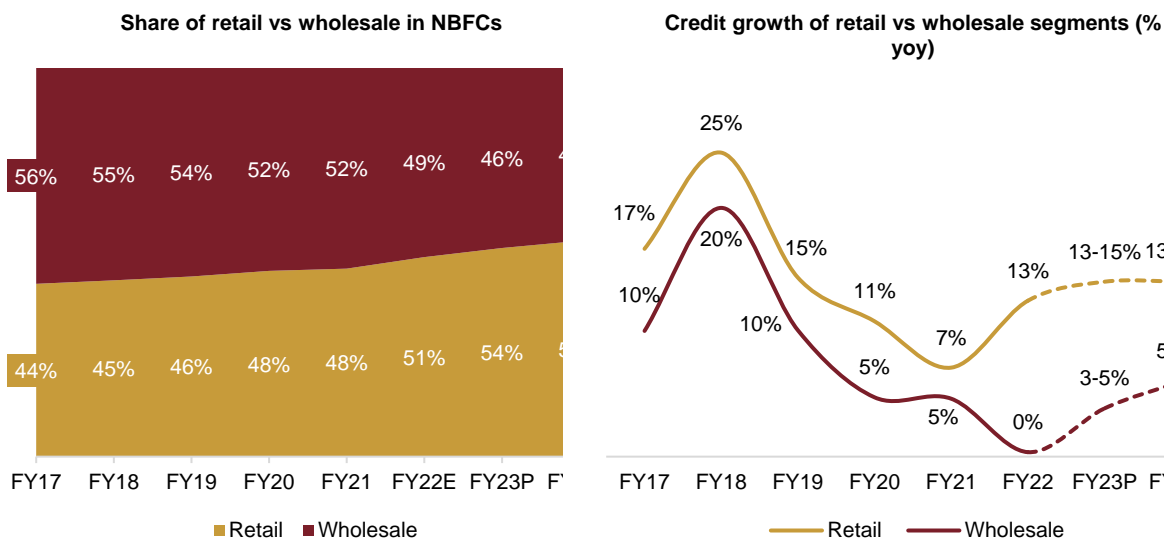 Share of retail vs wholesale in NBFCs
56% 55% 54% 52% 52% 49% 46%
44% 45% 46% 48% 48% 51% 54%
FY17 FY18 FY19 FY20 FY21 FY22E FY23P
Retail Wholesale
Credit growth of retail vs wholesale segments (%
yoy)
17% 25% 15% 11% 7% 13% 13-15%
10% 20% 10% 5% 5% 0% 3-5%
FY17 FY18 FY19 FY20 FY21 FY22 FY23P
Retail Wholesale